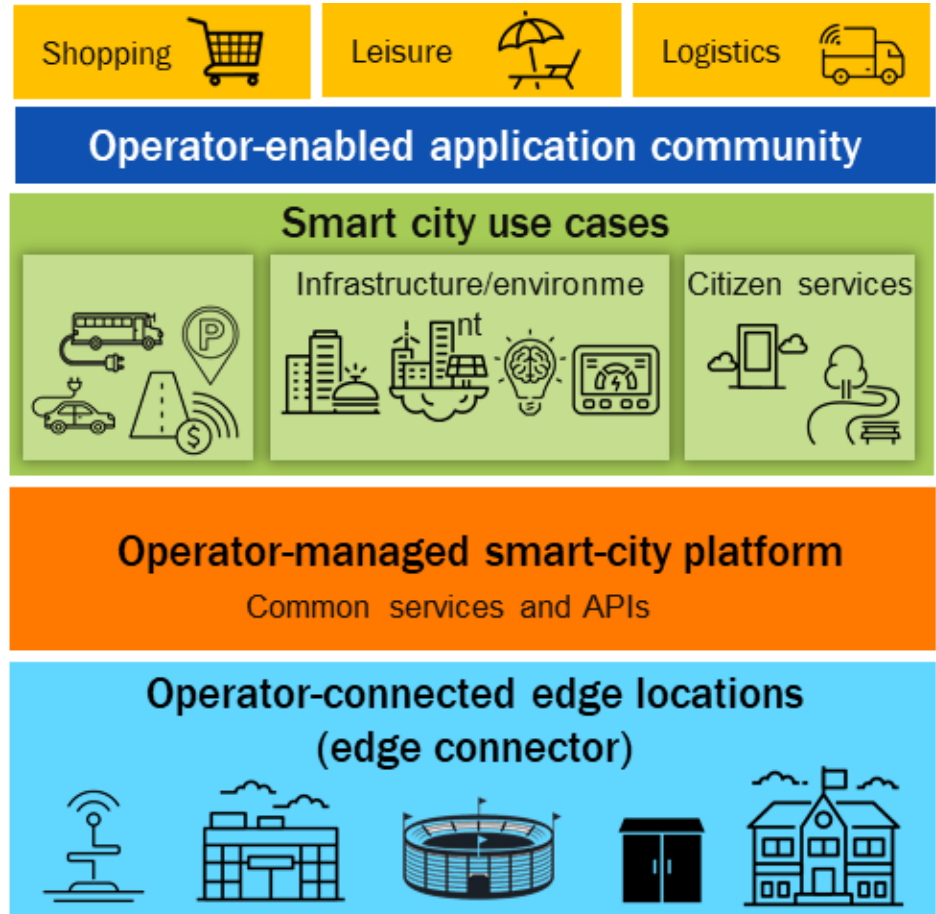 Shopping
Leisure
Logistics
Operator-enabled application community
Smart city use cases
Infrastructure/environme
nt
Citizen services
P
$
Operator-managed smart-city platform
Common services and APIs
Operator-connected edge locations
(edge connector)